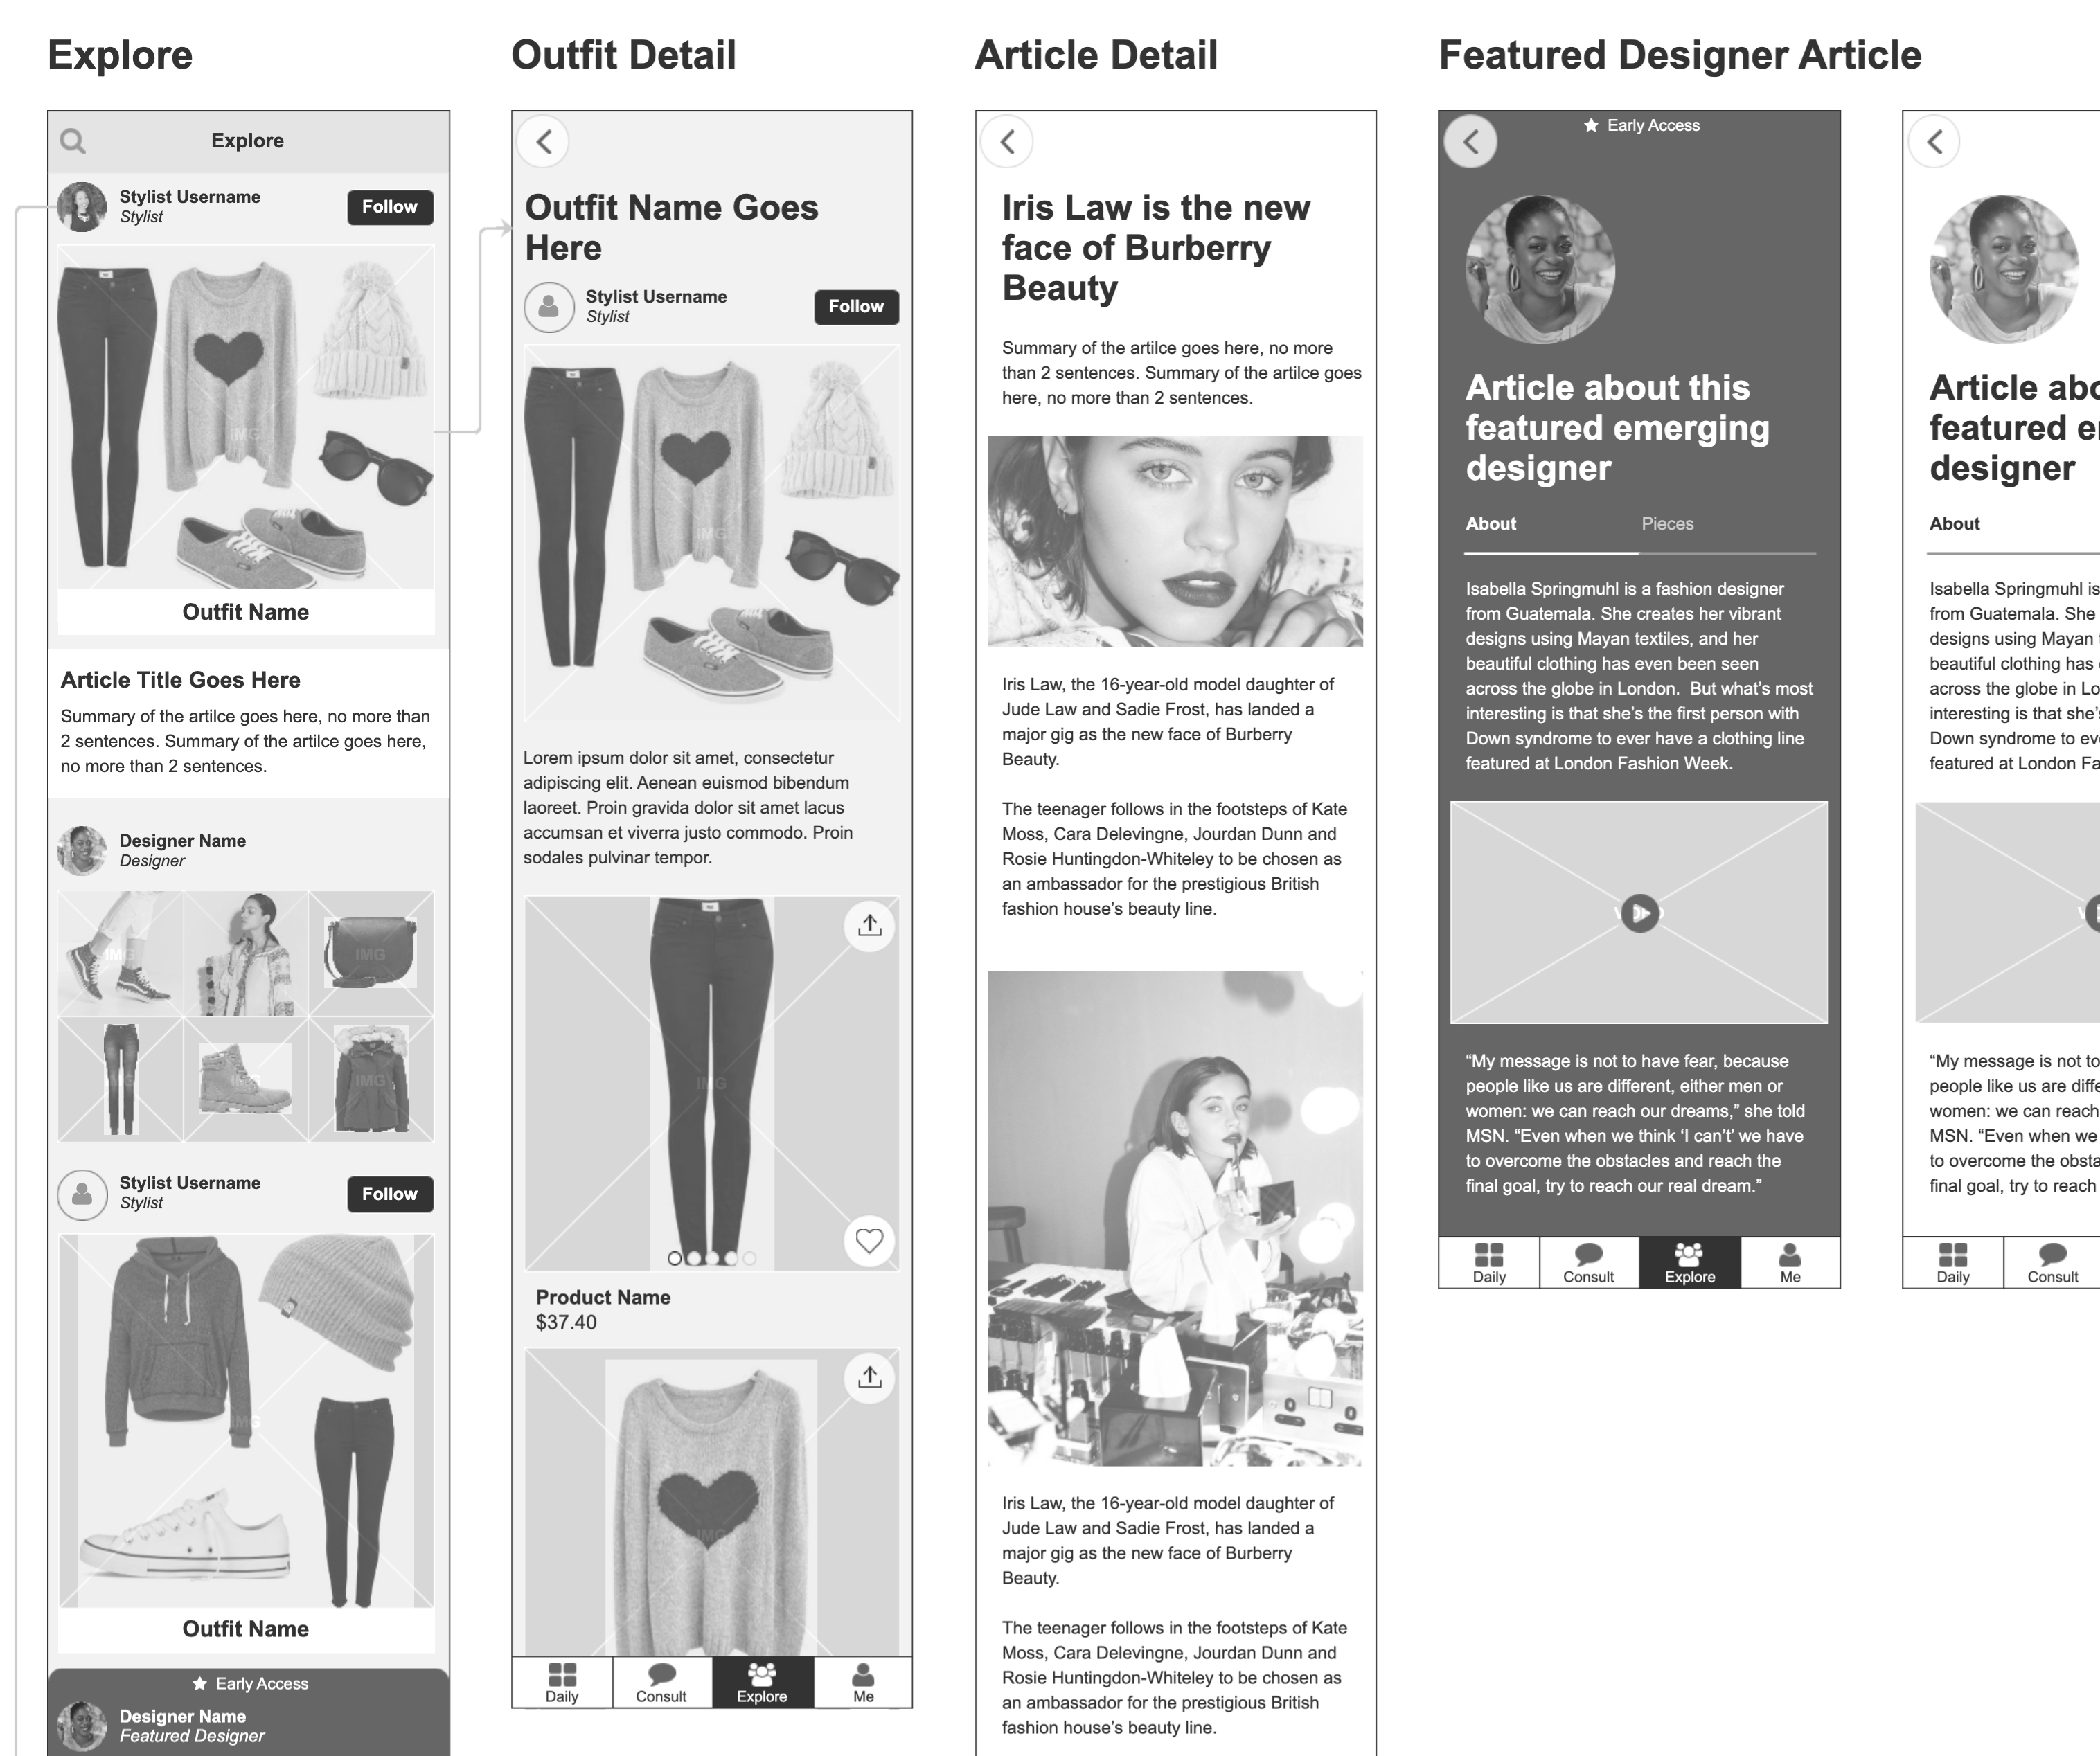 Explore
Outfit Detail
Article Detail
Featured Designer Article
Explore
Stylist Username
Stylist
Follow
IMG
Outfit Name
Article Title Goes Here
Summary of the artilce goes here, no more than
2 sentences. Summary of the artilce goes here,
no more than 2 sentences.
Designer Name
Designer
IMG
IMG
IMG
IMG
Stylist Username
Stylist
Follow
IMG
Outfit Name
Early Access
Designer Name
Featured Designer
Outfit Name Goes
Here
Stylist Username
Stylist
Follow
IMG
Lorem ipsum dolor sit amet, consectetur
adipiscing elit. Aenean euismod bibendum
laoreet. Proin gravida dolor sit amet lacus
accumsan et viverra justo commodo. Proin
sodales pulvinar tempor.
IMG
Product Name
$37.40
IMG
Daily
Consult
Explore
Me
Iris Law is the new
face of Burberry
Beauty
Summary of the artilce goes here, no more
than 2 sentences. Summary of the artilce goes
here, no more than 2 sentences.
Iris Law, the 16-year-old model daughter of
Jude Law and Sadie Frost, has landed a
major gig as the new face of Burberry
Beauty.
The teenager follows in the footsteps of Kate
Moss, Cara Delevingne, Jourdan Dunn and
Rosie Huntingdon-Whiteley to be chosen as
an ambassador for the prestigious British
fashion house’s beauty line.
Iris Law, the 16-year-old model daughter of
Jude Law and Sadie Frost, has landed a
major gig as the new face of Burberry
Beauty.
The teenager follows in the footsteps of Kate
Moss, Cara Delevingne, Jourdan Dunn and
Rosie Huntingdon-Whiteley to be chosen as
an ambassador for the prestigious British
fashion house’s beauty line.
Early Access
Article about this
featured emerging
designer
About
Pieces
Isabella Springmuhl is a fashion designer
from Guatemala. She creates her vibrant
designs using Mayan textiles, and her
beautiful clothing has even been seen
across the globe in London.  But what’s most
interesting is that she’s the first person with
Down syndrome to ever have a clothing line
featured at London Fashion Week.
“My message is not to have fear, because
people like us are different, either men or
women: we can reach our dreams,” she told
MSN. “Even when we think ‘I can’t’ we have
to overcome the obstacles and reach the
final goal, try to reach our real dream.”
Daily
Consult
Explore
Me
Article abo
featured e
designer
About
Isabella Springmuhl is
from Guatemala. She
designs using Mayan
beautiful clothing has
across the globe in Lo
interesting is that she’
Down syndrome to ev
featured at London Fa
“My message is not to
people like us are diffe
women: we can reach
MSN. “Even when we
to overcome the obsta
final goal, try to reach
Daily
Consult